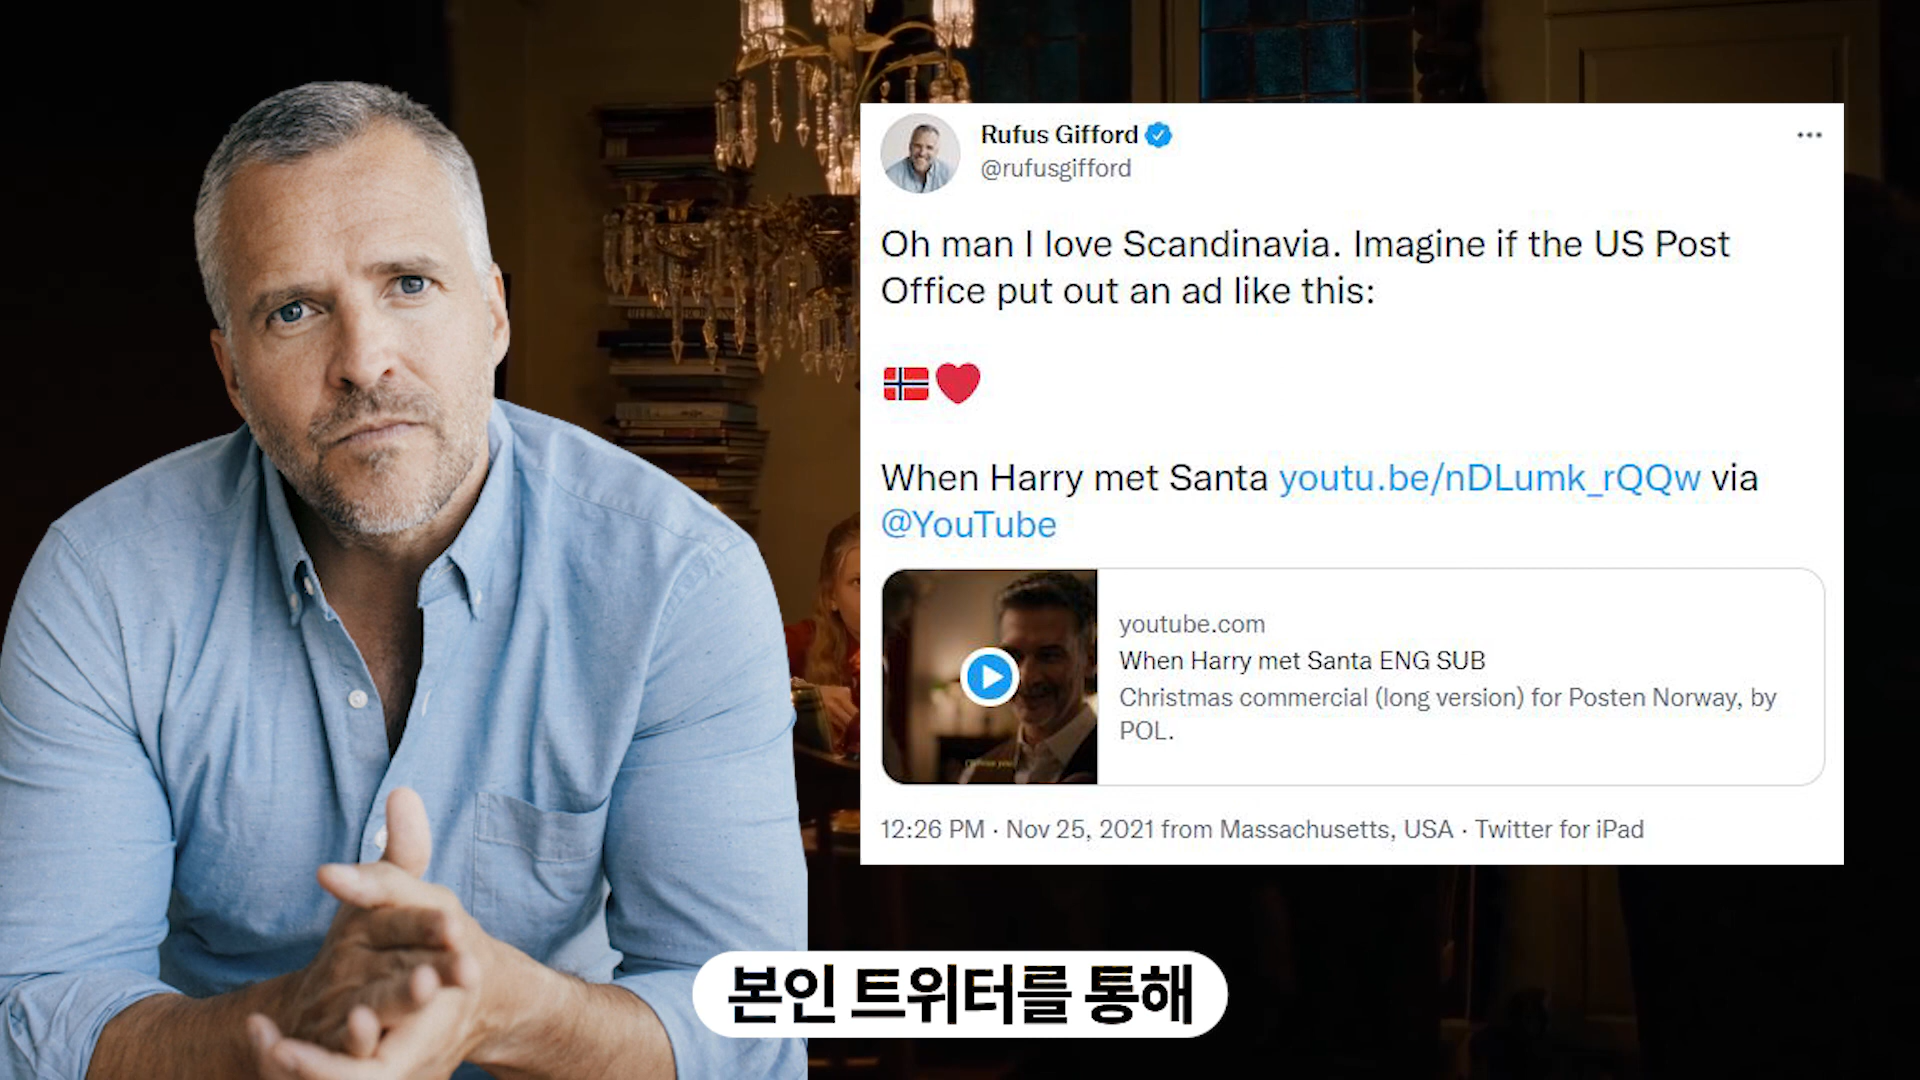 Rufus Gifford
@rufusgifford
Oh man I love Scandinavia. Imagine if the US Post
Office put out an ad like this:
🇳🇴❤️
When Harry met Santa youtu.be/nDLumk_rQQw via
@YouTube
youtube.com
When Harry met Santa ENG SUB
Christmas commercial (long version) for Posten Norway, by
POL.
12:26 PM · Nov 25, 2021 from Massachusetts, USA · Twitter for iPad
본인 트위터를 통해